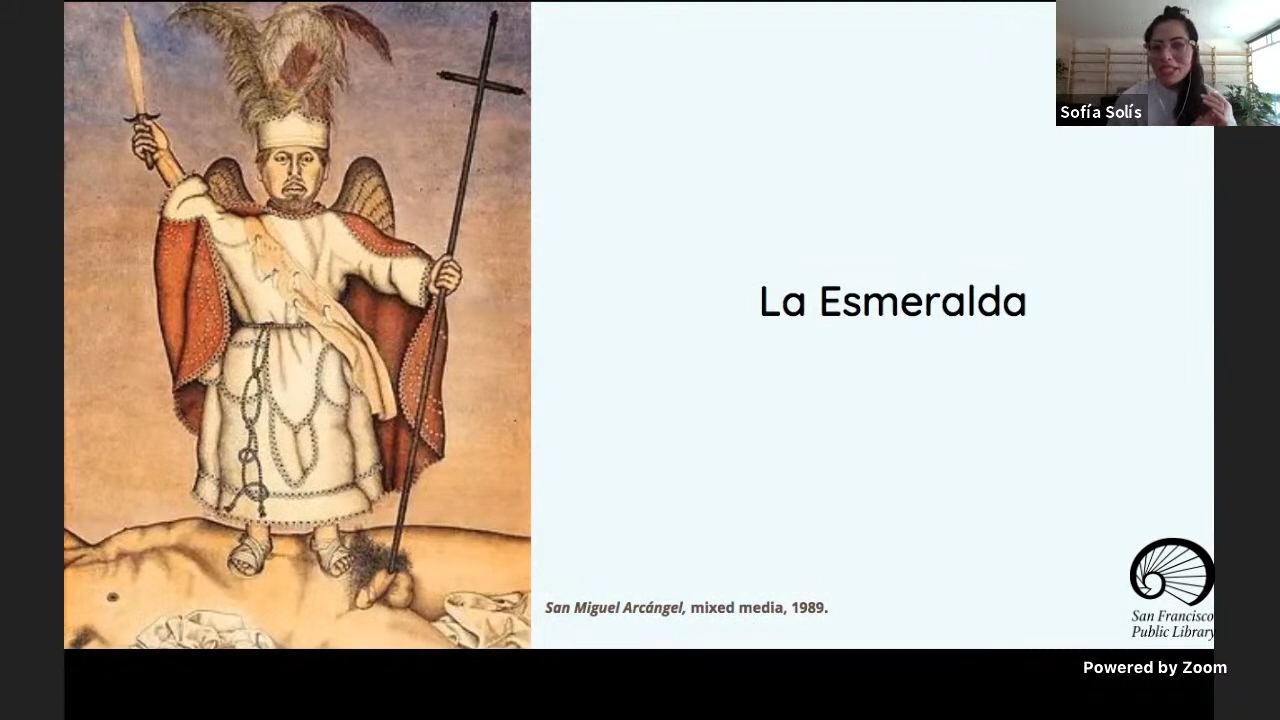 Sofía Solís
La Esmeralda
San Miguel Arcángel, mixed media, 1989.
San Francisco
Public Library
Powered by Zoom